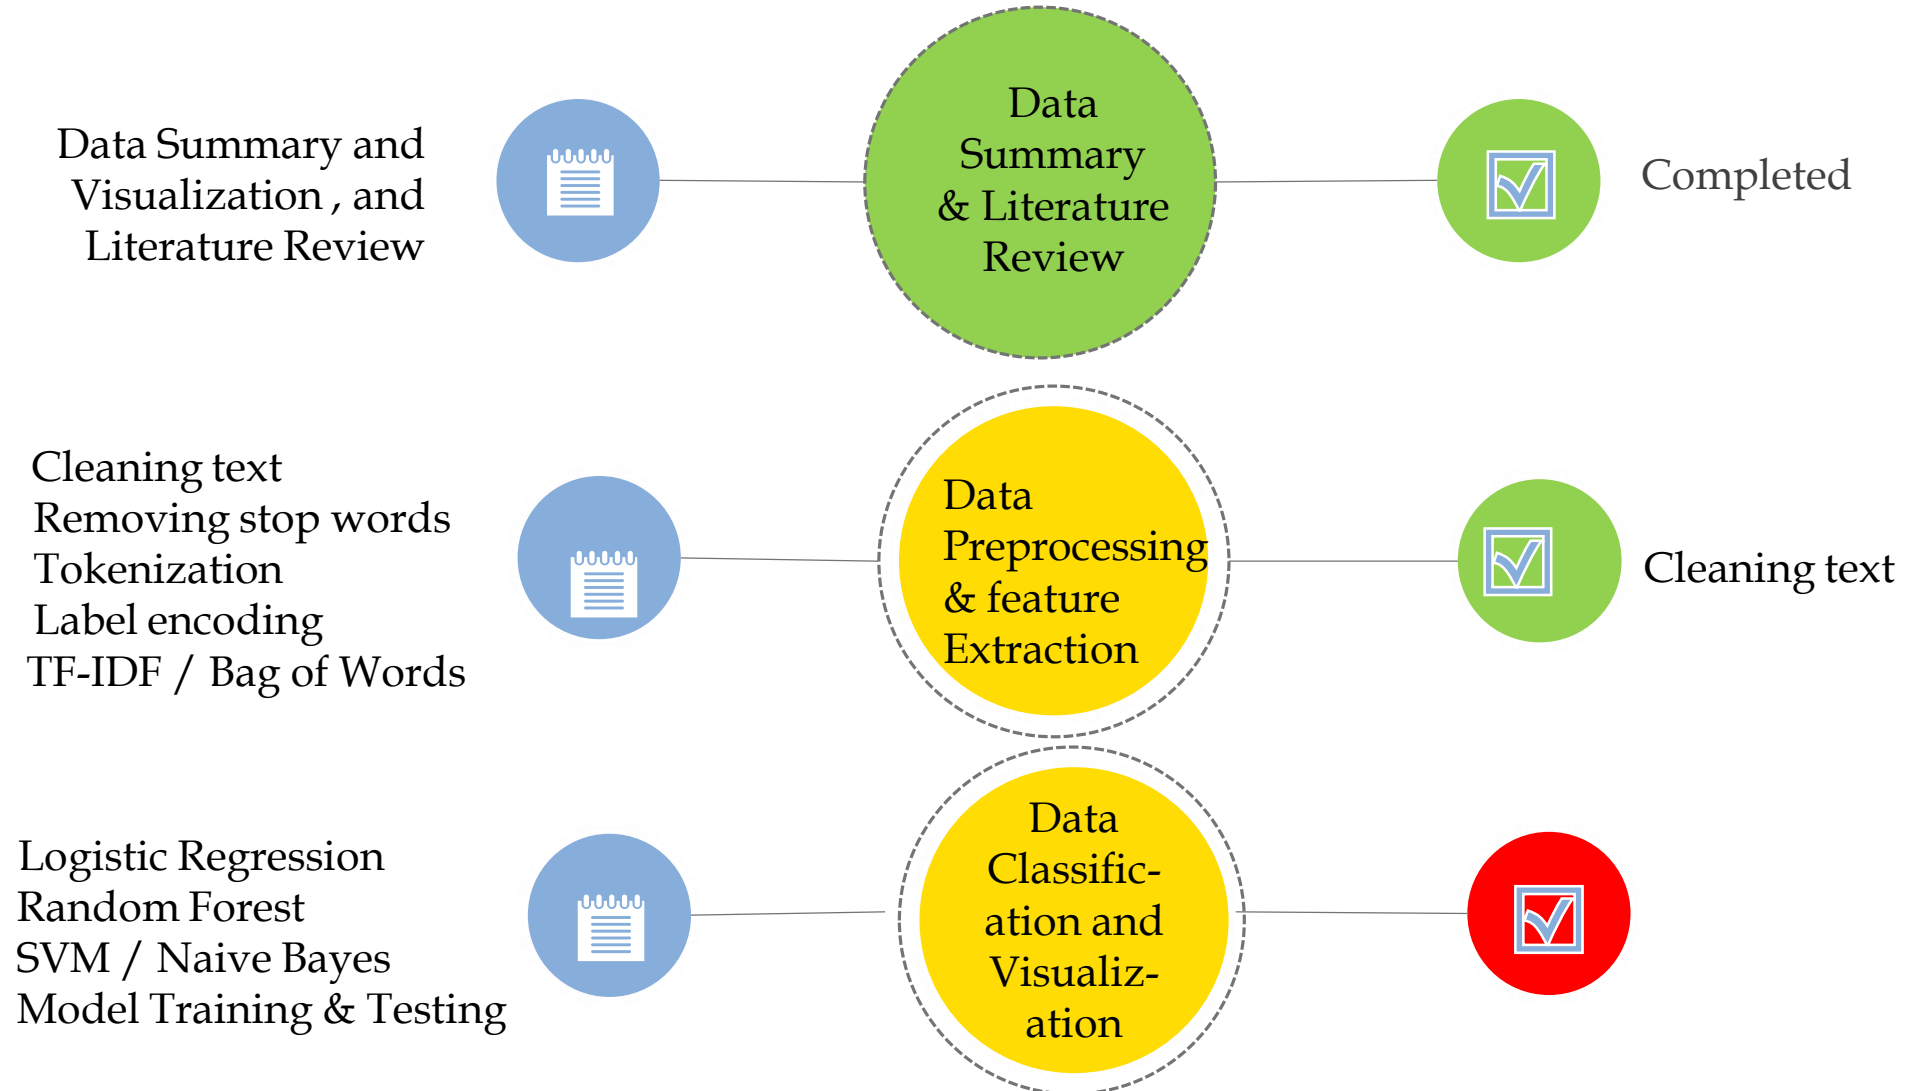 Data Summary and
Visualization , and
Literature Review
Data
Summary
& Literature
Review
Completed
Cleaning text
Removing stop words
Tokenization
Label encoding
TF-IDF / Bag of Words
Data
Preprocessing
& feature
Extraction
Cleaning text
Logistic Regression
Random Forest
SVM / Naive Bayes
Model Training & Testing
Data
Classific-
ation and
Visualiz-
ation